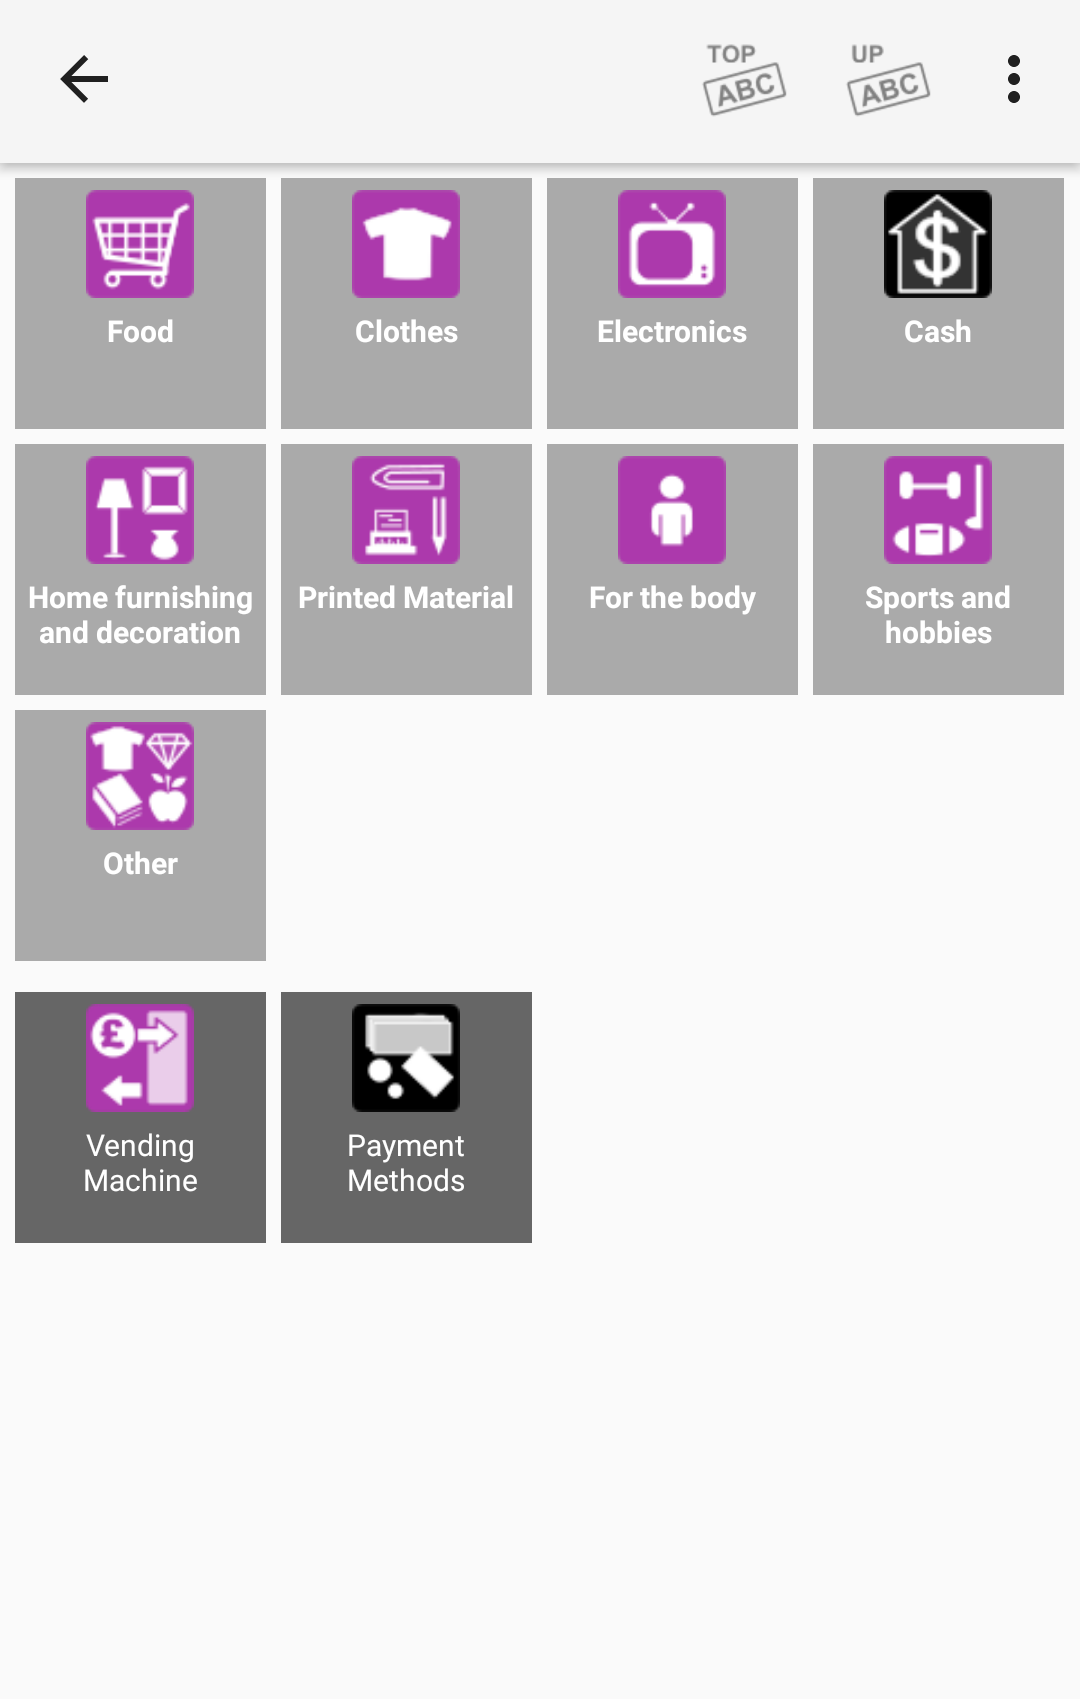 TOP
ABC
UP
ABC
Food
Clothes
Electronics
Cash
Home furnishing
and decoration
Printed Material
For the body
Sports and
hobbies
Other
Vending
Machine
Payment
Methods